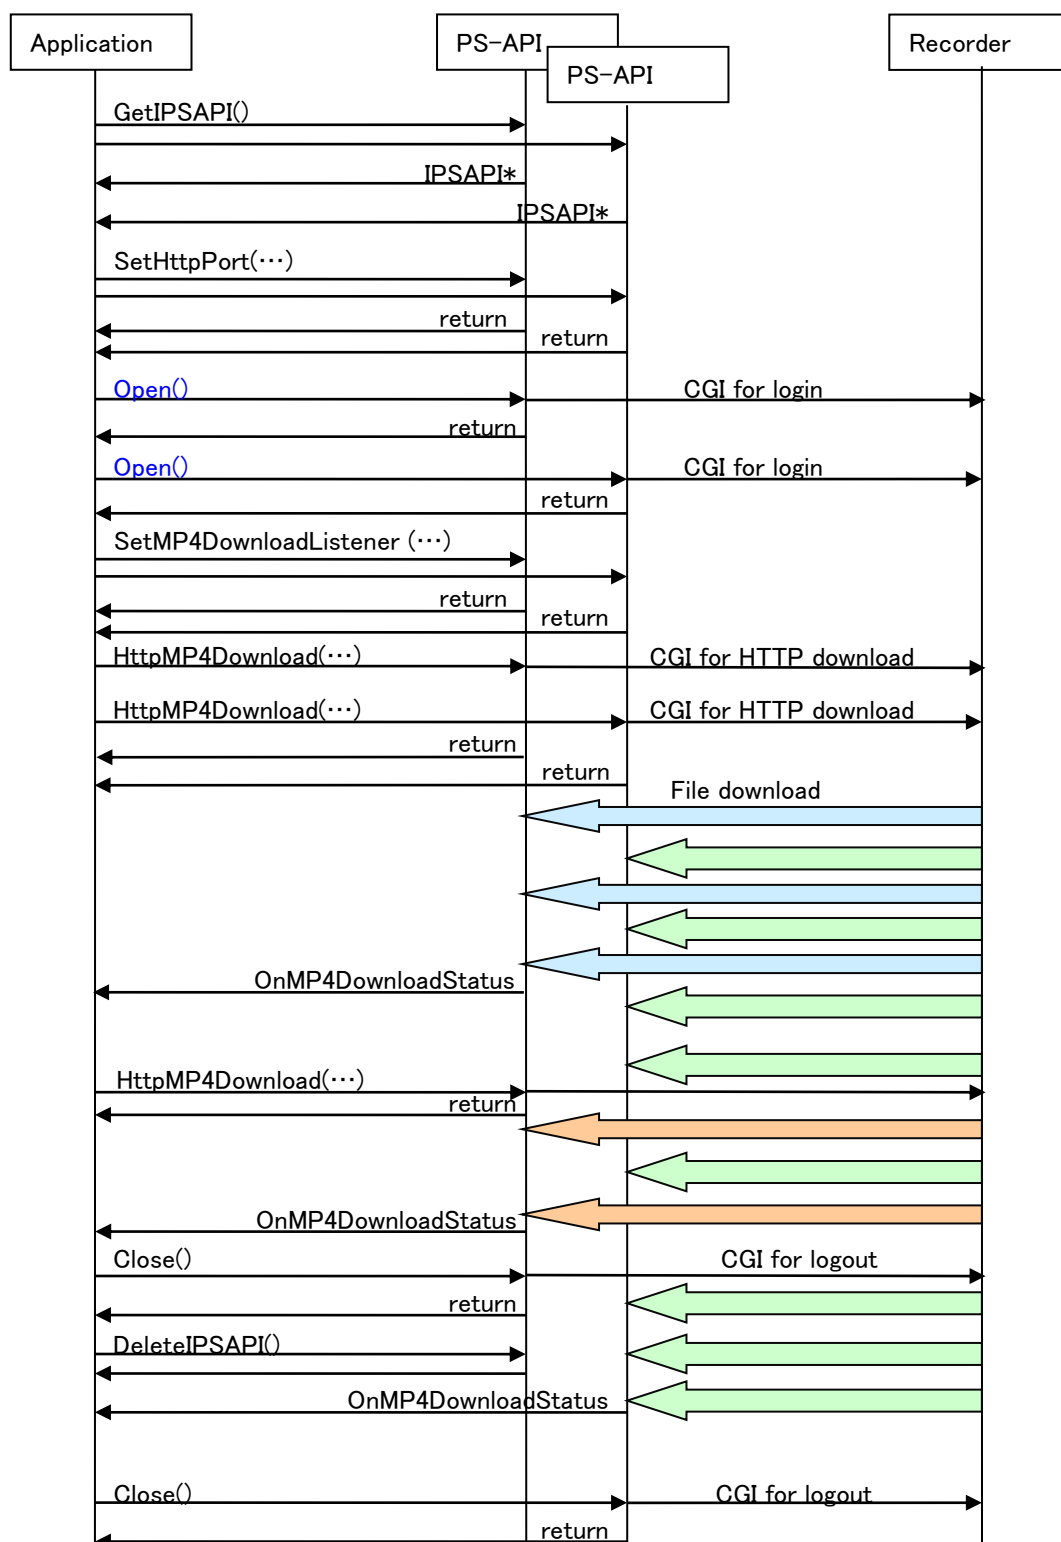 Application
PS-API
PS-API
Recorder
GetIPSAPI()
IPSAPI*
IPSAPI*
SetHttpPort(…)
return
return
Open()
CGI for login
return
Open()
CGI for login
return
SetMP4DownloadListener (…)
return
return
HttpMP4Download(…)
CGI for HTTP download
HttpMP4Download(…)
CGI for HTTP download
return
return
File download
OnMP4DownloadStatus
HttpMP4Download(…)
return
OnMP4DownloadStatus
Close()
CGI for logout
return
DeleteIPSAPI()
OnMP4DownloadStatus
Close()
CGI for logout
return